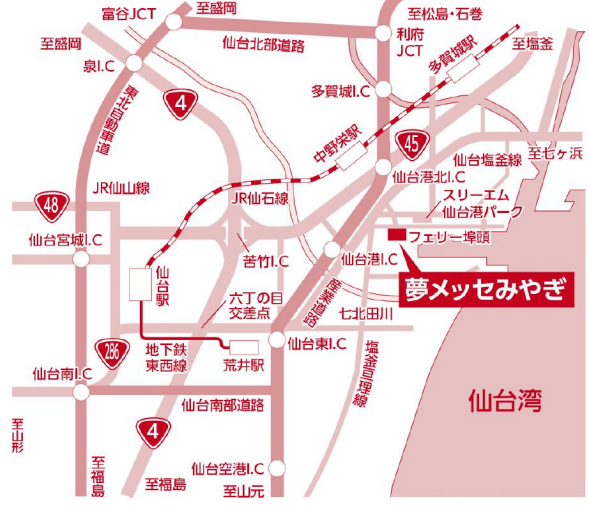 至盛岡
富谷JCT
至松島・石巻
仙台北部道路
利府
JCT
至盛岡
至塩釜
泉I.C
多賀城駅
4
東北自動車道
多賀城I.C
中野栄駅
45
仙台塩釜線
至七ヶ浜
仙台港北I.C
JR仙山線
JR仙石線
スリーエム
仙台港パーク
48
フェリー埠頭
仙台宮城I.C
苦竹I.C
仙台港I.C
仙台駅
夢メッセみやぎ
六丁の目
交差点
産業道路
七北田川
仙台東I.C
286
地下鉄
東西線
荒井駅
塩釜亘理線
仙台南I.C
仙台湾
仙台南部道路
至山形
4
至福島
仙台空港I.C
至福島
至山元